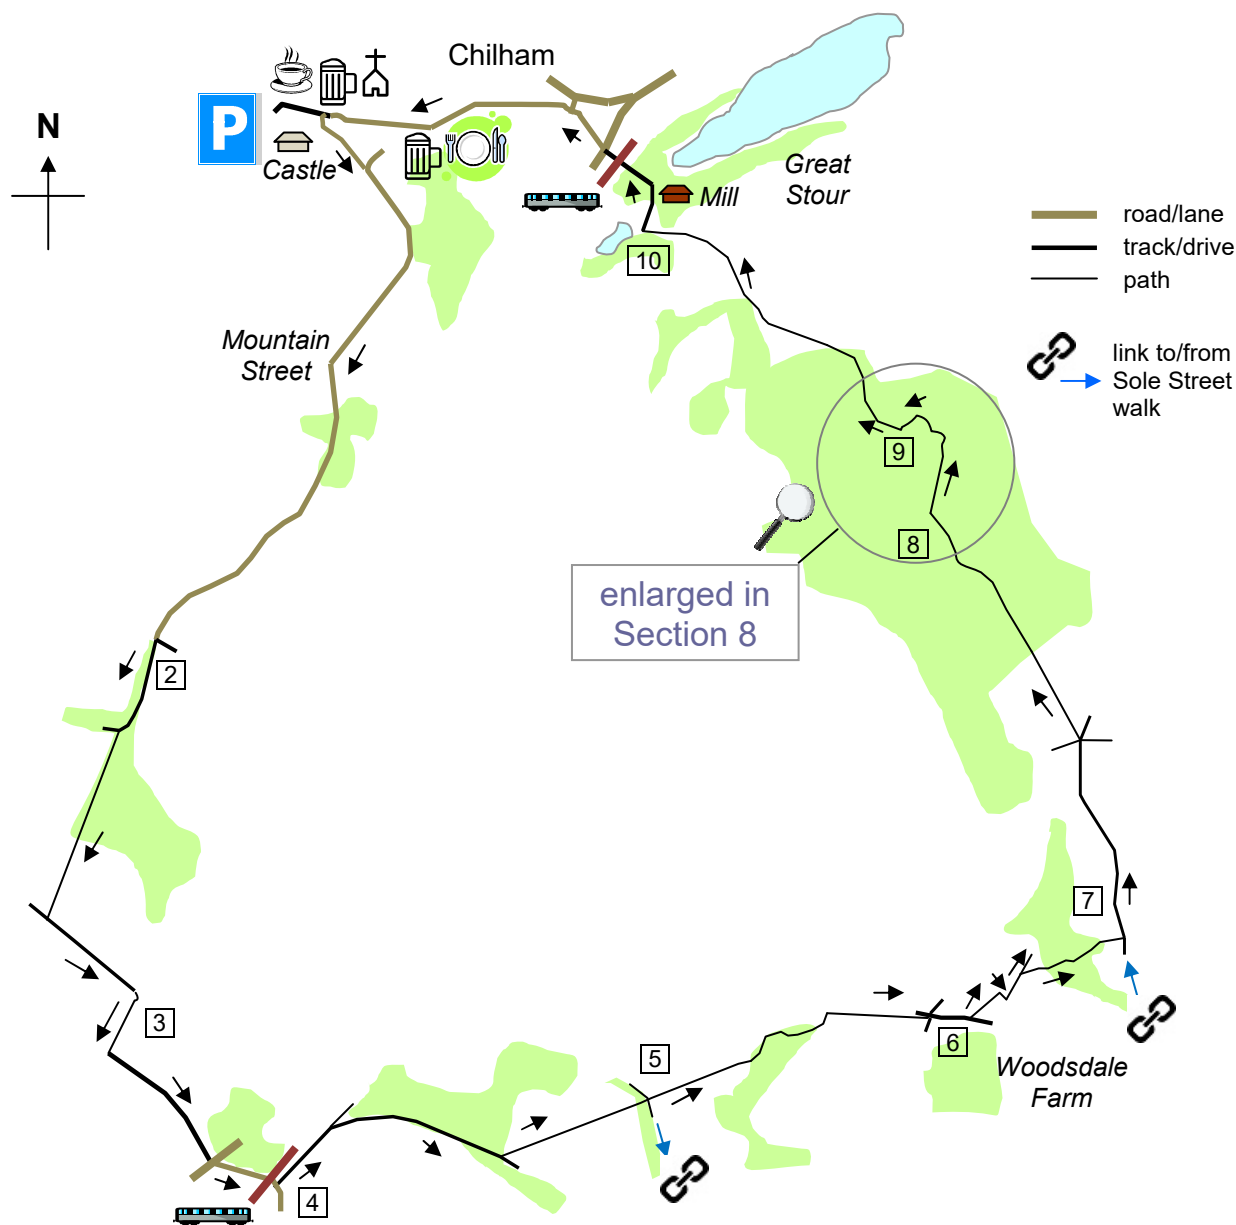 Chilham
N
P
Castle
Great
Stour
Mill
road/lane
track/drive
path
10
Mountain
Street
link to/from
Sole Street
walk
9
8
enlarged in
Section 8
2
7
3
5
6
Woodsdale
Farm
4